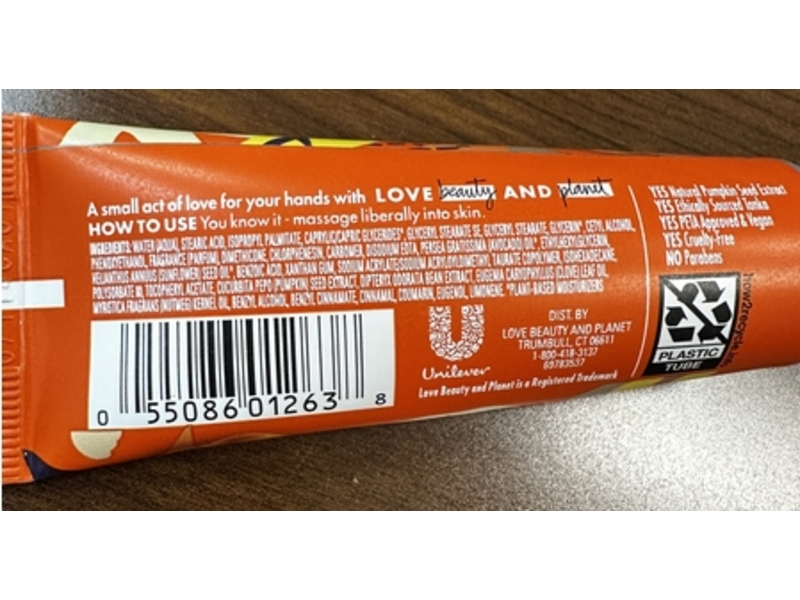 A small act of love for your hands with LOVE beauty AND planet
HOW TO USE You know it - massage liberally into skin.
INGREDIENTS: WATER (AQUA), STEARIC ACID, ISOPROPYL PALMITATE, CAPRYLIC/CAPRIC GLYCERIDES*, GLYCERYL STEARATE SE, GLYCERYL STEARATE, GLYCERIN*, CETYL ALCOHOL,
PHENOXYETHANOL, FRAGRANCE (PARFUM), DIMETHICONE, CHLORPHENESIN, CARBOMER, DISODIUM EDTA, PERSEA GRATISSIMA (AVOCADO) OIL*, ETHYLHEXYLGLYCERIN,
HELIANTHUS ANNUUS (SUNFLOWER) SEED OIL*, BENZOIC ACID, XANTHAN GUM, SODIUM ACRYLATE/SODIUM ACRYLOYLDIMETHYL TAURATE COPOLYMER, ISOHEXADECANE,
POLYSORBATE 80, TOCOPHERYL ACETATE, CUCURBITA PEPO (PUMPKIN) SEED EXTRACT, DIPTERYX ODORATA BEAN EXTRACT, EUGENIA CARYOPHYLLUS (CLOVE) LEAF OIL,
MYRISTICA FRAGRANS (NUTMEG) KERNEL OIL, BENZYL ALCOHOL, BENZYL CINNAMATE, CINNAMAL, COUMARIN, EUGENOL, LIMONENE. *PLANT-BASED MOISTURIZERS
0 55086 01263 8
Unilever
DIST. BY
LOVE BEAUTY AND PLANET
TRUMBULL, CT 06611
1-800-418-3137
69783537
Love Beauty and Planet is a Registered Trademark
YES Natural Pumpkin Seed Extract
YES Ethically Sourced Tonka
YES PETA Approved & Vegan
YES Cruelty-Free
NO Parabens
PLASTIC
TUBE
how2recycle.info